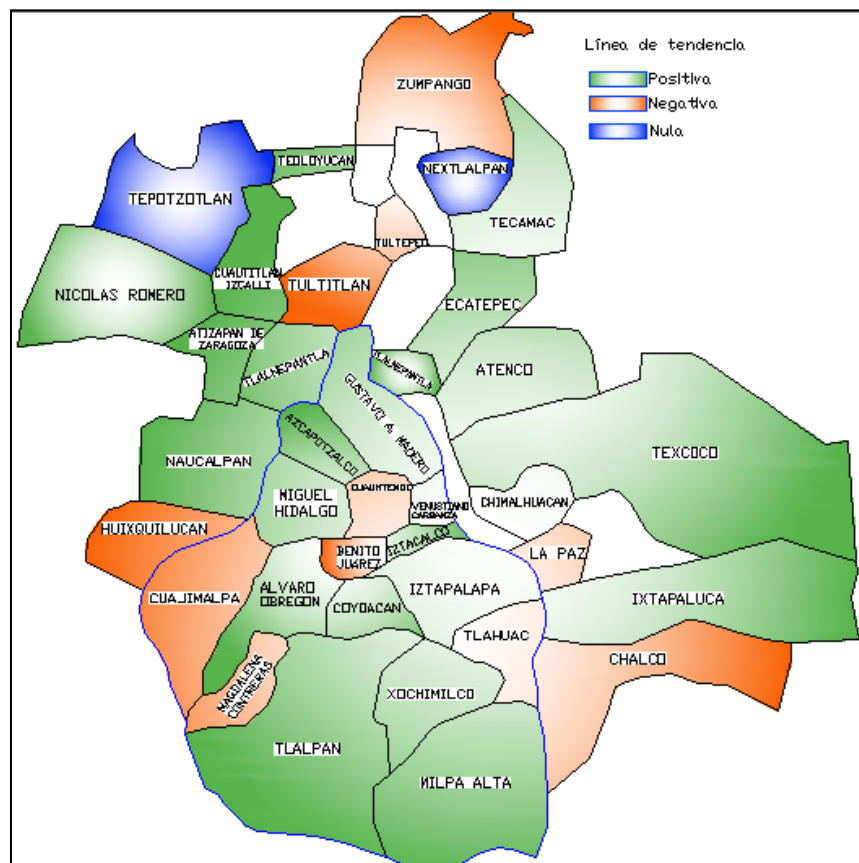 Línea de tendencia
Positiva
Negativa
Nula
ZUMPANGO
TEOLOYUCAN
NEXTLALPAN
TEPOTZOTLAN
TECAMAC
TULTEPEC
CUAUTITLAN
IZCALLI
TULTITLAN
NICOLAS ROMERO
ECATEPEC
ATIZAPAN DE
ZARAGOZA
TLALNEPANTLA
TLALNEPANTLA
ATENCO
GUSTAVO A. MADERO
AZCAPOTZALCO
NAUCALPAN
TEXCOCO
CUAUHTEMOC
MIGUEL
HIDALGO
CHIMALHUACAN
VENUSTIANO
CARRANZA
HUIXQUILUCAN
IZTACALCO
BENITO
JUAREZ
LA PAZ
CUAJIMALPA
ALVARO
OBREGON
COYOACAN
IZTAPALAPA
IXTAPALUCA
TLAHUAC
CHALCO
MAGDALENA
CONTRERAS
XOCHIMILCO
TLALPAN
MILPA ALTA